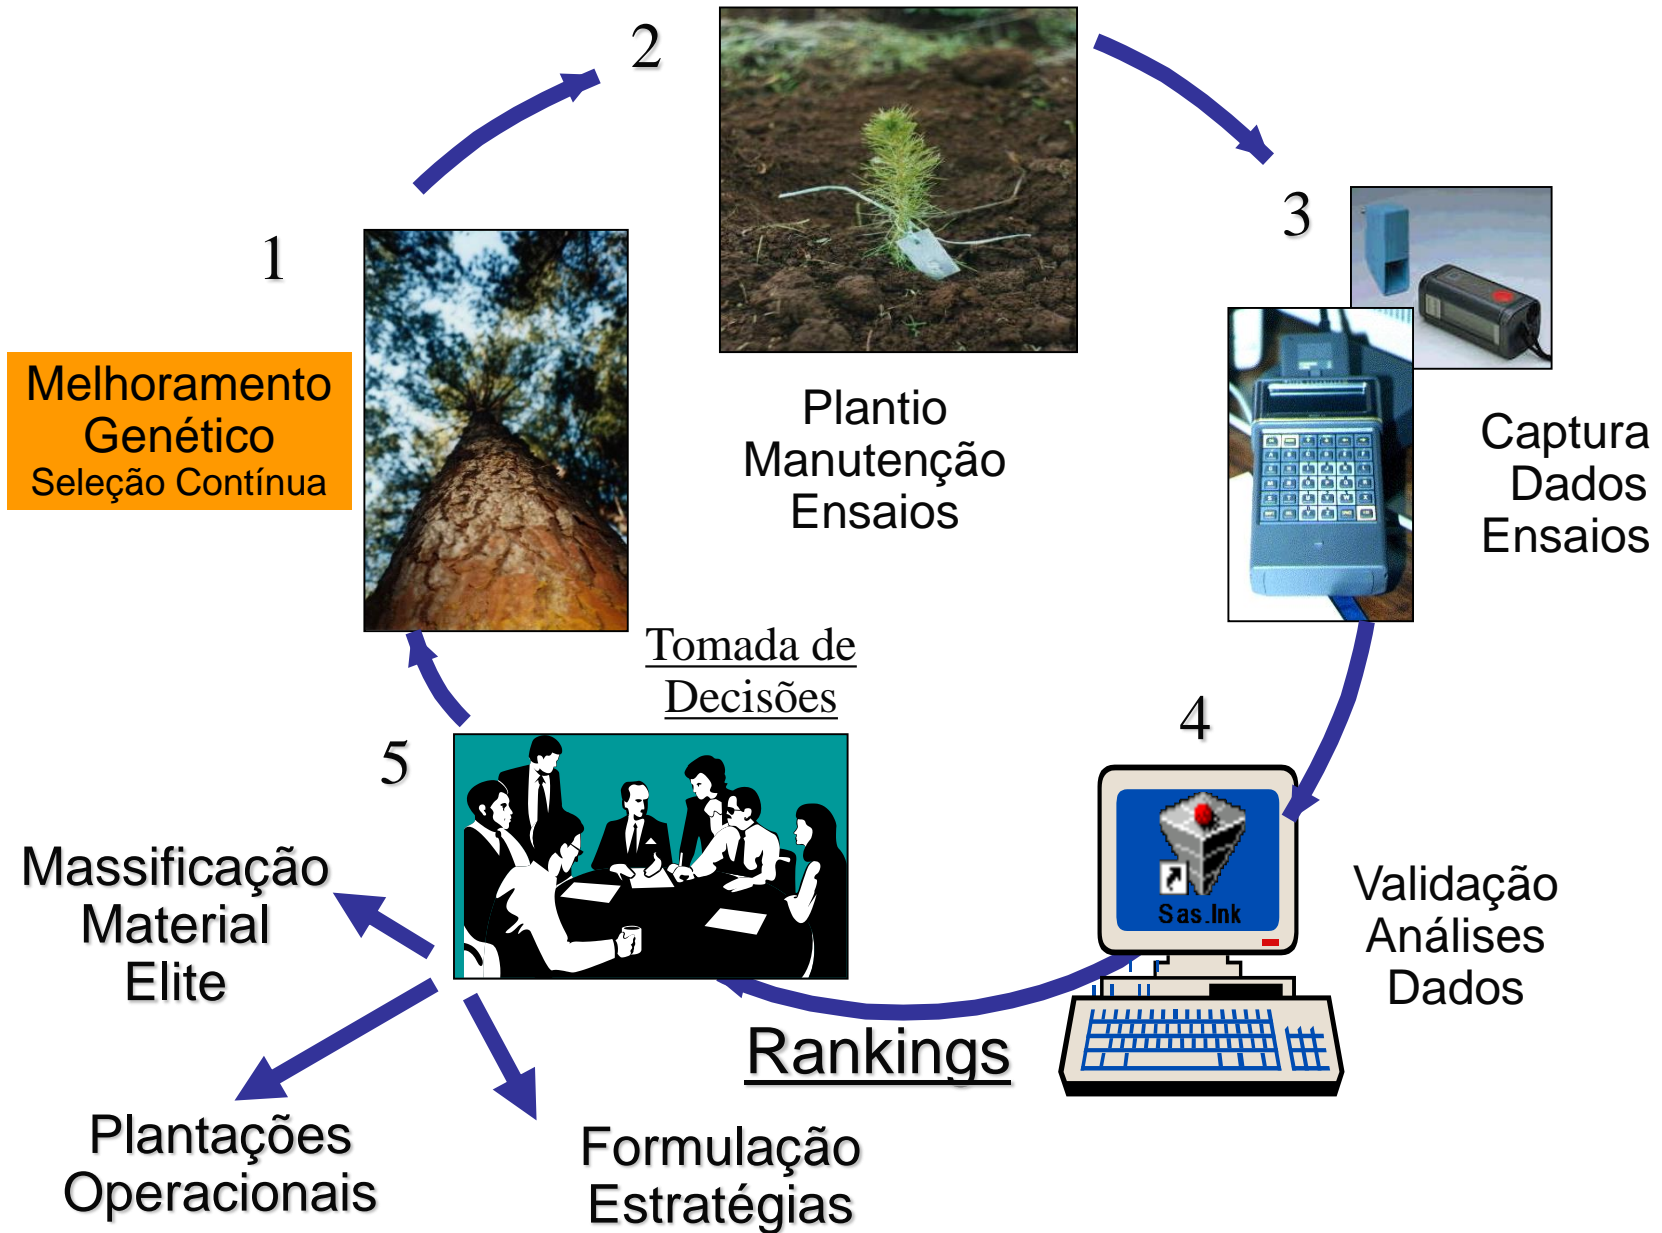 1
Melhoramento
Genético
Seleção Contínua
2
Plantio
Manutenção
Ensaios
3
Captura
Dados
Ensaios
4
Sas.lnk
Validação
Análises
Dados
Rankings
5
Tomada de
Decisões
Massificação
Material
Elite
Plantações
Operacionais
Formulação
Estratégias